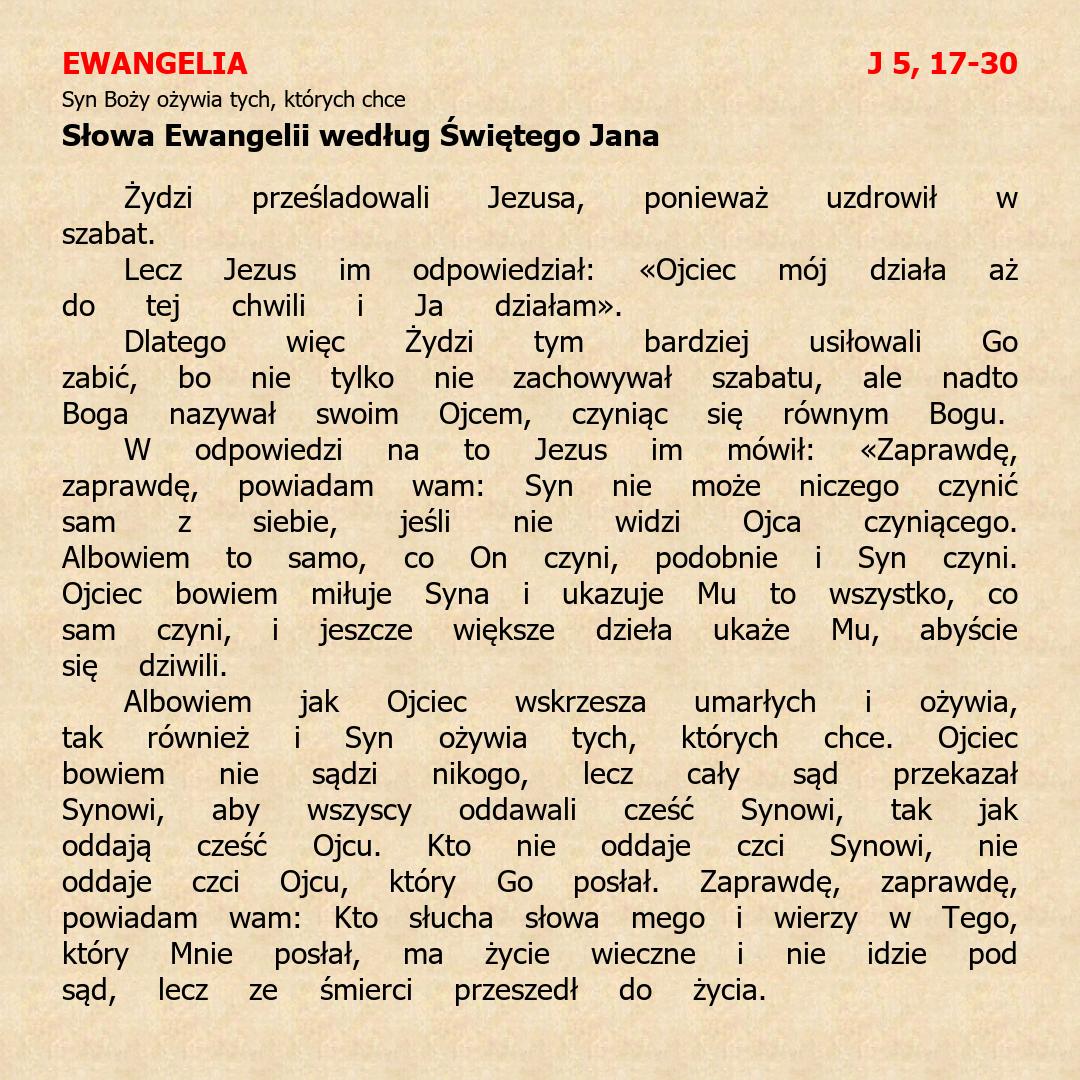 EWANGELIA J 5, 17-30
Syn Boży ożywia tych, których chce
Słowa Ewangelii według Świętego Jana
Żydzi prześladowali Jezusa, ponieważ uzdrowił w
szabat.
Lecz Jezus im odpowiedział: «Ojciec mój działa aż
do tej chwili i Ja działam».
Dlatego więc Żydzi tym bardziej usiłowali Go
zabić, bo nie tylko nie zachowywał szabatu, ale nadto
Boga nazywał swoim Ojcem, czyniąc się równym Bogu.
W odpowiedzi na to Jezus im mówił: «Zaprawdę,
zaprawdę, powiadam wam: Syn nie może niczego czynić
sam z siebie, jeśli nie widzi Ojca czyniącego.
Albowiem to samo, co On czyni, podobnie i Syn czyni.
Ojciec bowiem miłuje Syna i ukazuje Mu to wszystko, co
sam czyni, i jeszcze większe dzieła ukaże Mu, abyście
się dziwili.
Albowiem jak Ojciec wskrzesza umarłych i ożywia,
tak również i Syn ożywia tych, których chce. Ojciec
bowiem nie sądzi nikogo, lecz cały sąd przekazał
Synowi, aby wszyscy oddawali cześć Synowi, tak jak
oddają cześć Ojcu. Kto nie oddaje czci Synowi, nie
oddaje czci Ojcu, który Go posłał. Zaprawdę, zaprawdę,
powiadam wam: Kto słucha słowa mego i wierzy w Tego,
który Mnie posłał, ma życie wieczne i nie idzie pod
sąd, lecz ze śmierci przeszedł do życia.